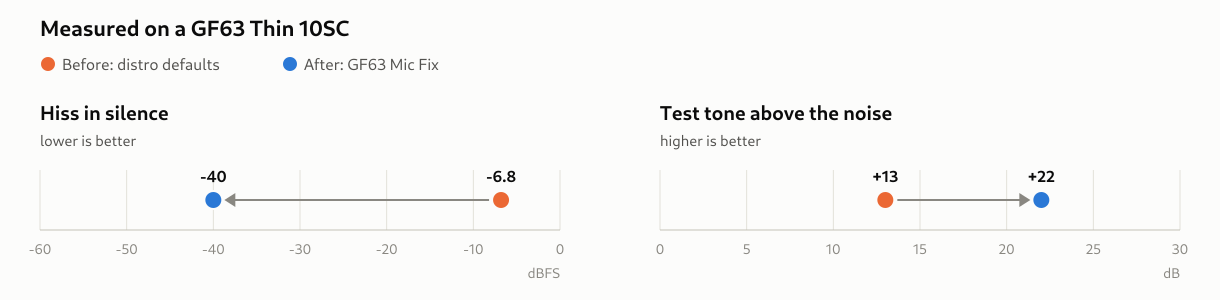 Measured on a GF63 Thin 10SC
Before: distro defaults
After: GF63 Mic Fix
Hiss in silence
lower is better
-40
-6.8
-60
-50
-40
-30
-20
-10
0
dBFS
Test tone above the noise
higher is better
+13
+22
0
5
10
15
20
25
30
dB